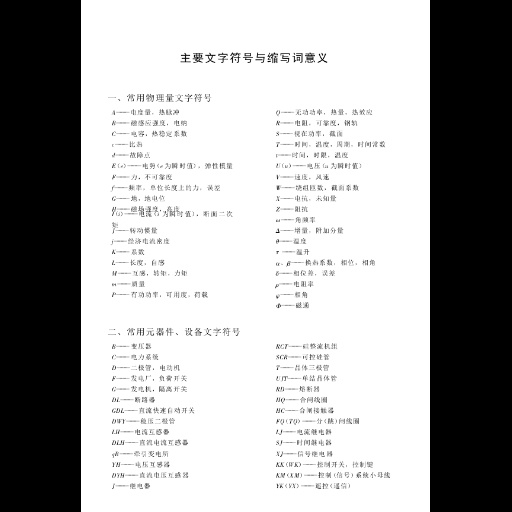 主要文字符号与缩写词意义
一、常用物理量文字符号
A——电度量，热脉冲
B——磁感应强度，电纳
C——电容，热稳定系数
c——比热
d——故障点
E(e)——电势(e为瞬时值)，弹性模量
F——力，不可靠度
f——频率，单位长度上的力，误差
G——地，地电位
H——磁场强度，高度
I(i)——电流(i为瞬时值)，断面二次矩
J——转动惯量
j——经济电流密度
K——系数
L——长度，自感
M——互感，转矩，力矩
m——质量
P——有功功率，可用度，荷载
Q——无功功率，热量，热效应
R——电阻，可靠度，钢轨
S——视在功率，截面
T——时间，温度，周期，时间常数
t——时间，时限，温度
U(u)——电压(u为瞬时值)
V——速度，风速
W——绕组匝数，截面系数
X——电抗，未知量
Z——阻抗
ω——角频率
Δ——增量，附加分量
θ——温度
τ——温升
α，β——换热系数，相位，相角
δ——相位差，误差
ρ——电阻率
φ——相角
Φ——磁通
二、常用元器件、设备文字符号
B——变压器
C——电力系统
D——二极管，电动机
F——发电厂，负荷开关
G——发电机，隔离开关
DL——断路器
GDL——直流快速自动开关
DWY——稳压二极管
LH——电流互感器
DLH——直流电流互感器
qB——牵引变电所
YH——电压互感器
DYH——直流电压互感器
J——继电器
RCT——硅整流机组
SCR——可控硅管
T——晶体三极管
UJT——单结晶体管
RD——熔断器
HQ——合闸线圈
HC——合闸接触器
FQ(TQ)——分(跳)闸线圈
LJ——电流继电器
SJ——时间继电器
XJ——信号继电器
KK(WK)——控制开关，控制键
KM(XM)——控制(信号)系统小母线
YK(YX)——遥控(遥信)